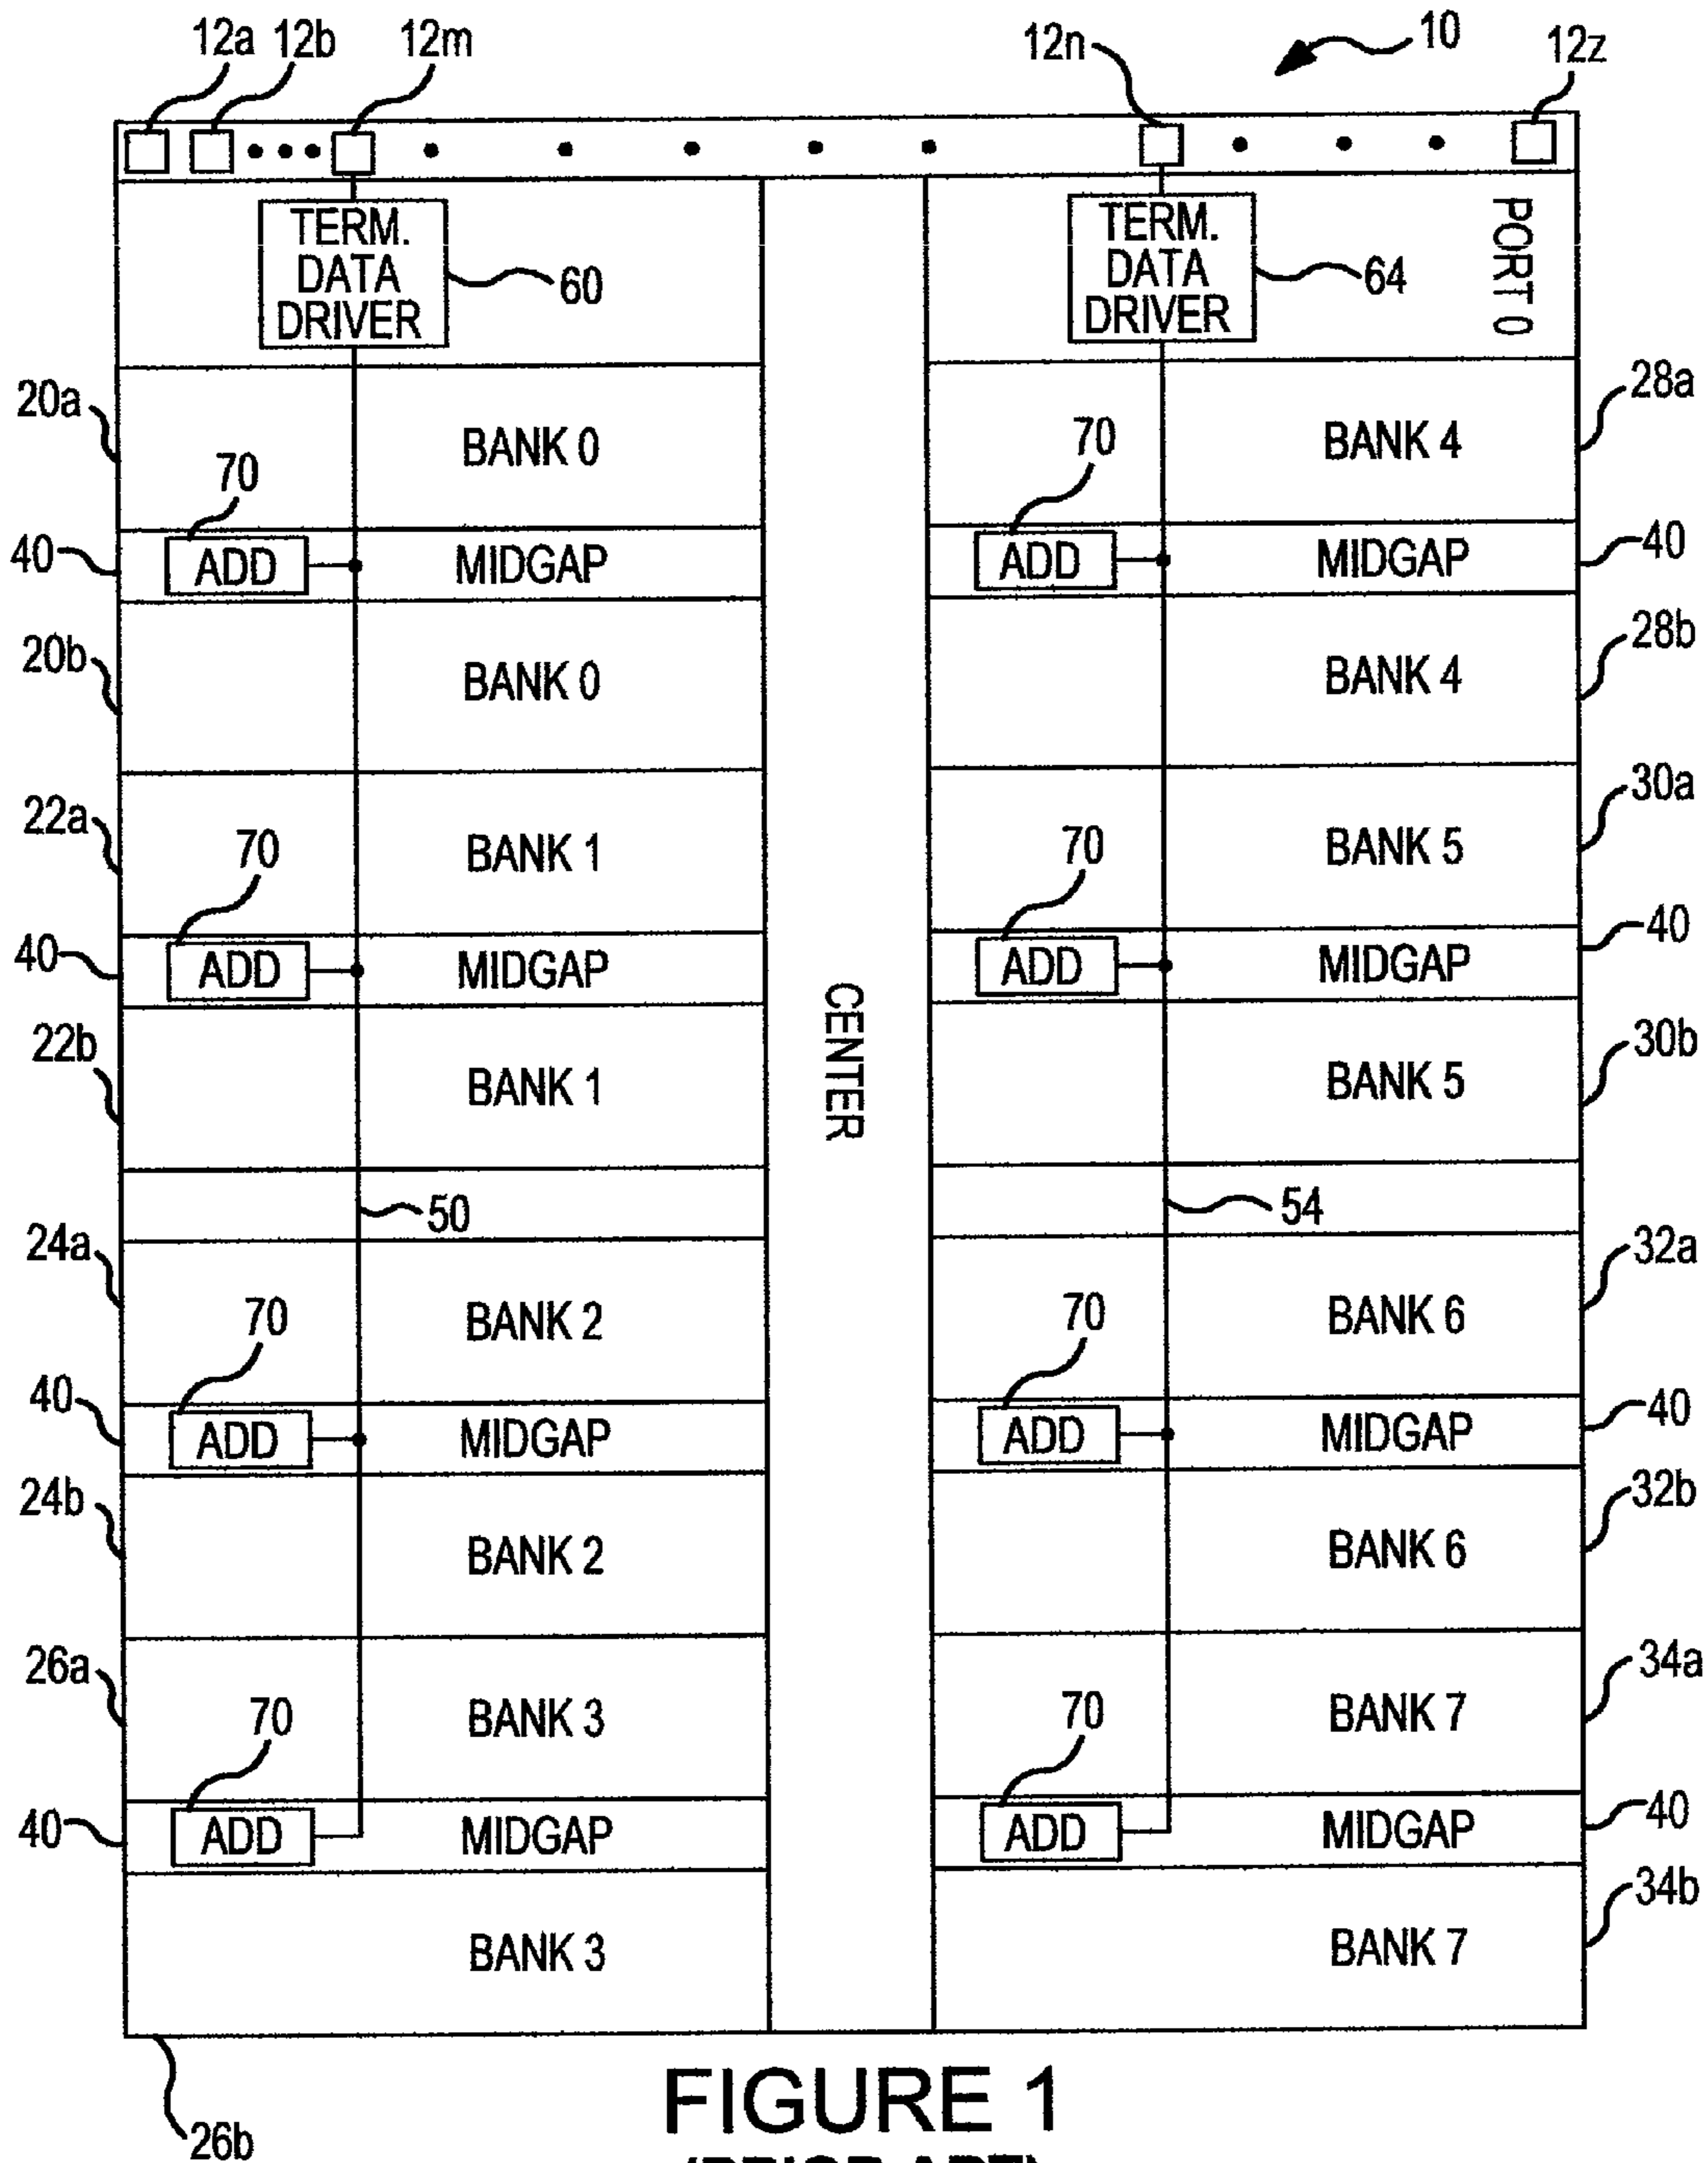 12a 12b 12m 12n 10 12z
TERM. DATA DRIVER 60
TERM. DATA DRIVER 64
PORT 0
20a BANK 0 BANK 4 28a
70 70
40 ADD MIDGAP ADD MIDGAP 40
20b BANK 0 BANK 4 28b
22a BANK 1 BANK 5 30a
70 70
40 ADD MIDGAP ADD MIDGAP 40
CENTER
22b BANK 1 BANK 5 30b
50 54
24a BANK 2 BANK 6 32a
70 70
40 ADD MIDGAP ADD MIDGAP 40
24b BANK 2 BANK 6 32b
26a BANK 3 BANK 7 34a
70 70
40 ADD MIDGAP ADD MIDGAP 40
BANK 3 BANK 7 34b
26b
FIGURE 1
(PRIOR ART)